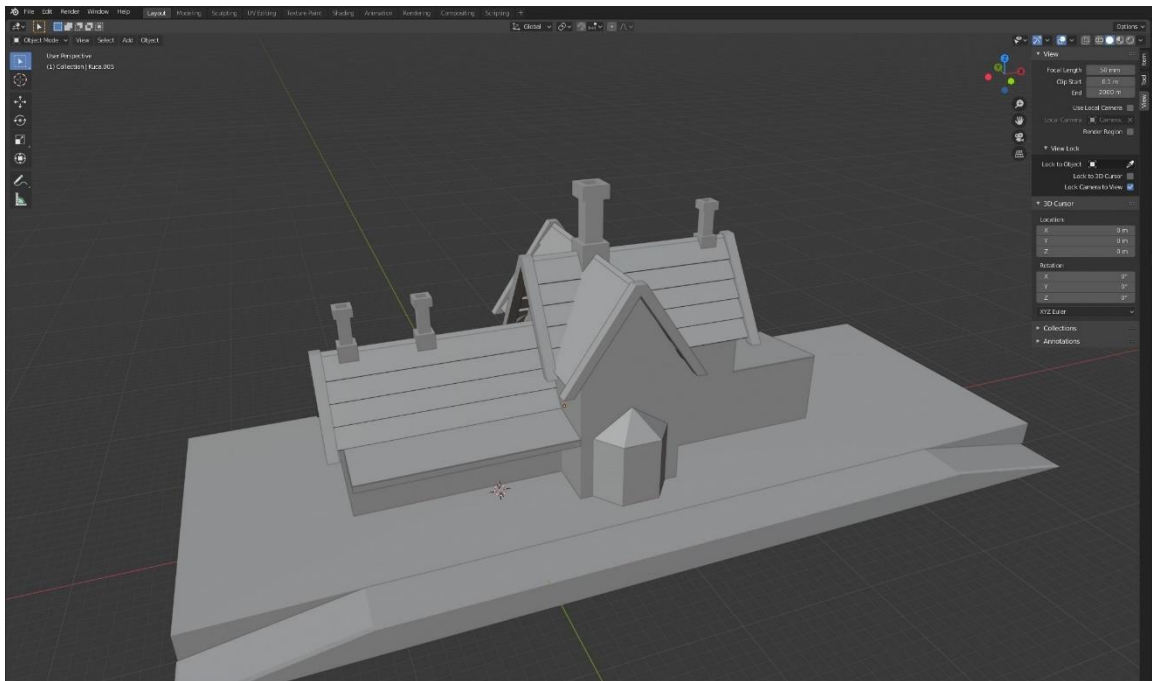 File Edit Render Window Help Layout Modeling Sculpting UV Editing Texture Paint Shading Animation Rendering Compositing Scripting +
Global Options
Object Mode View Select Add Object
User Perspective
(1) Collection | Kuca.005
View
Focal Length 50 mm
Clip Start 0.1 m
End 2000 m
Use Local Camera
Local Camera Camera
Render Region
View Lock
Lock to Object
Lock to 3D Cursor
Lock Camera to View
3D Cursor
Location:
X 0 m
Y 0 m
Z 0 m
Rotation:
X 0°
Y 0°
Z 0°
XYZ Euler
Collections
Annotations
Item
Tool
View
Z
Y
X